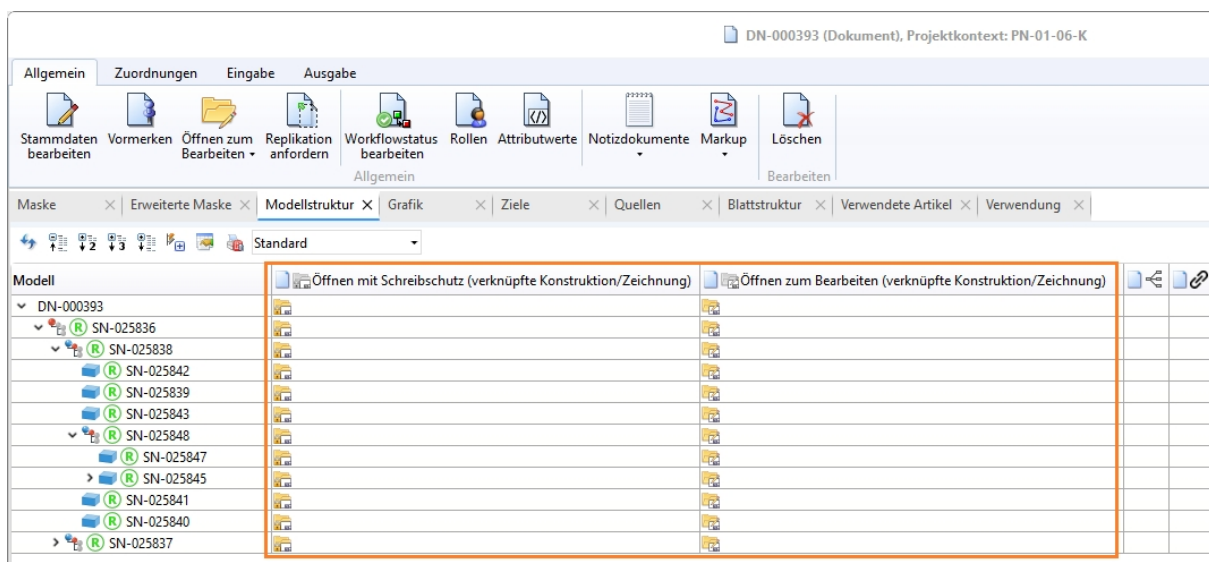 DN-000393 (Dokument), Projektkontext: PN-01-06-K
Allgemein Zuordnungen Eingabe Ausgabe
Stammdaten bearbeiten Vormerken Öffnen zum Bearbeiten Replikation anfordern Workflowstatus bearbeiten Rollen Attributwerte Notizdokumente Markup Löschen
Allgemein Bearbeiten
Maske Erweiterte Maske Modellstruktur Grafik Ziele Quellen Blattstruktur Verwendete Artikel Verwendung
2 3 Standard
Modell Öffnen mit Schreibschutz (verknüpfte Konstruktion/Zeichnung) Öffnen zum Bearbeiten (verknüpfte Konstruktion/Zeichnung)
DN-000393
R SN-025836
R SN-025838
R SN-025842
R SN-025839
R SN-025843
R SN-025848
R SN-025847
R SN-025845
R SN-025841
R SN-025840
R SN-025837